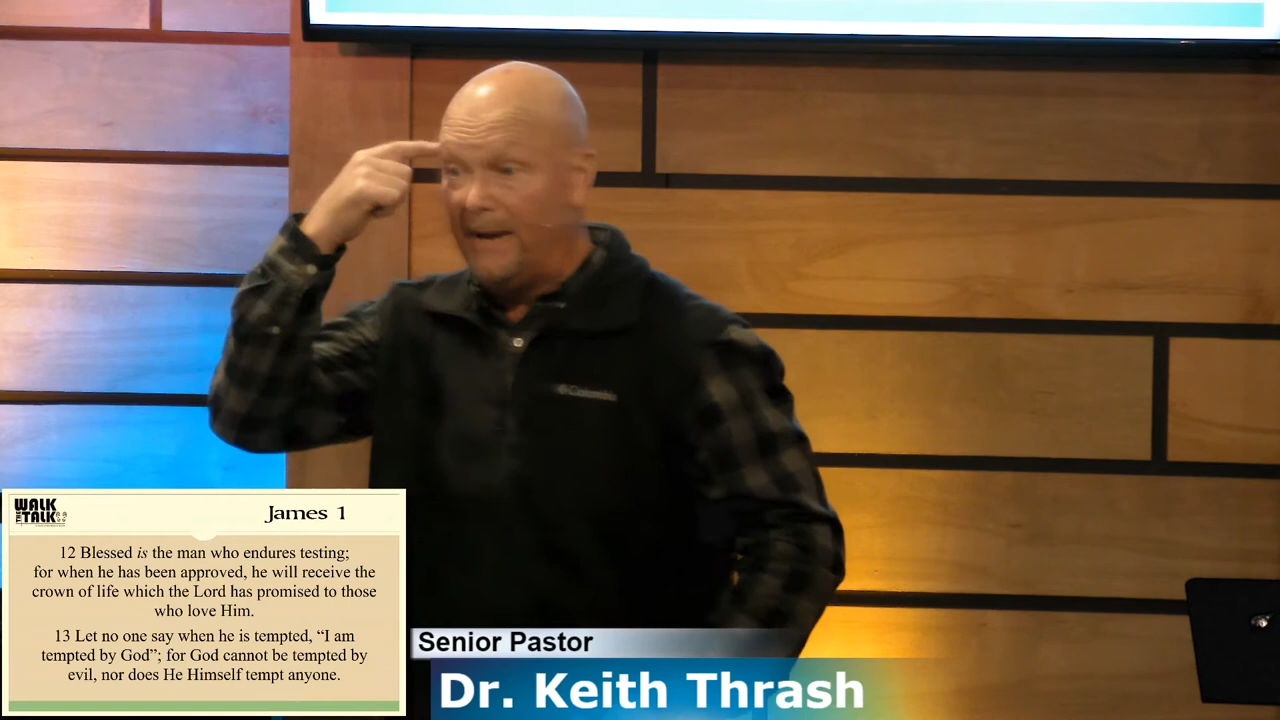 Columbia
WALK
THE
TALK
James 1
12 Blessed is the man who endures testing;
for when he has been approved, he will receive the
crown of life which the Lord has promised to those
who love Him.
13 Let no one say when he is tempted, “I am
tempted by God”; for God cannot be tempted by
evil, nor does He Himself tempt anyone.
Senior Pastor
Dr. Keith Thrash